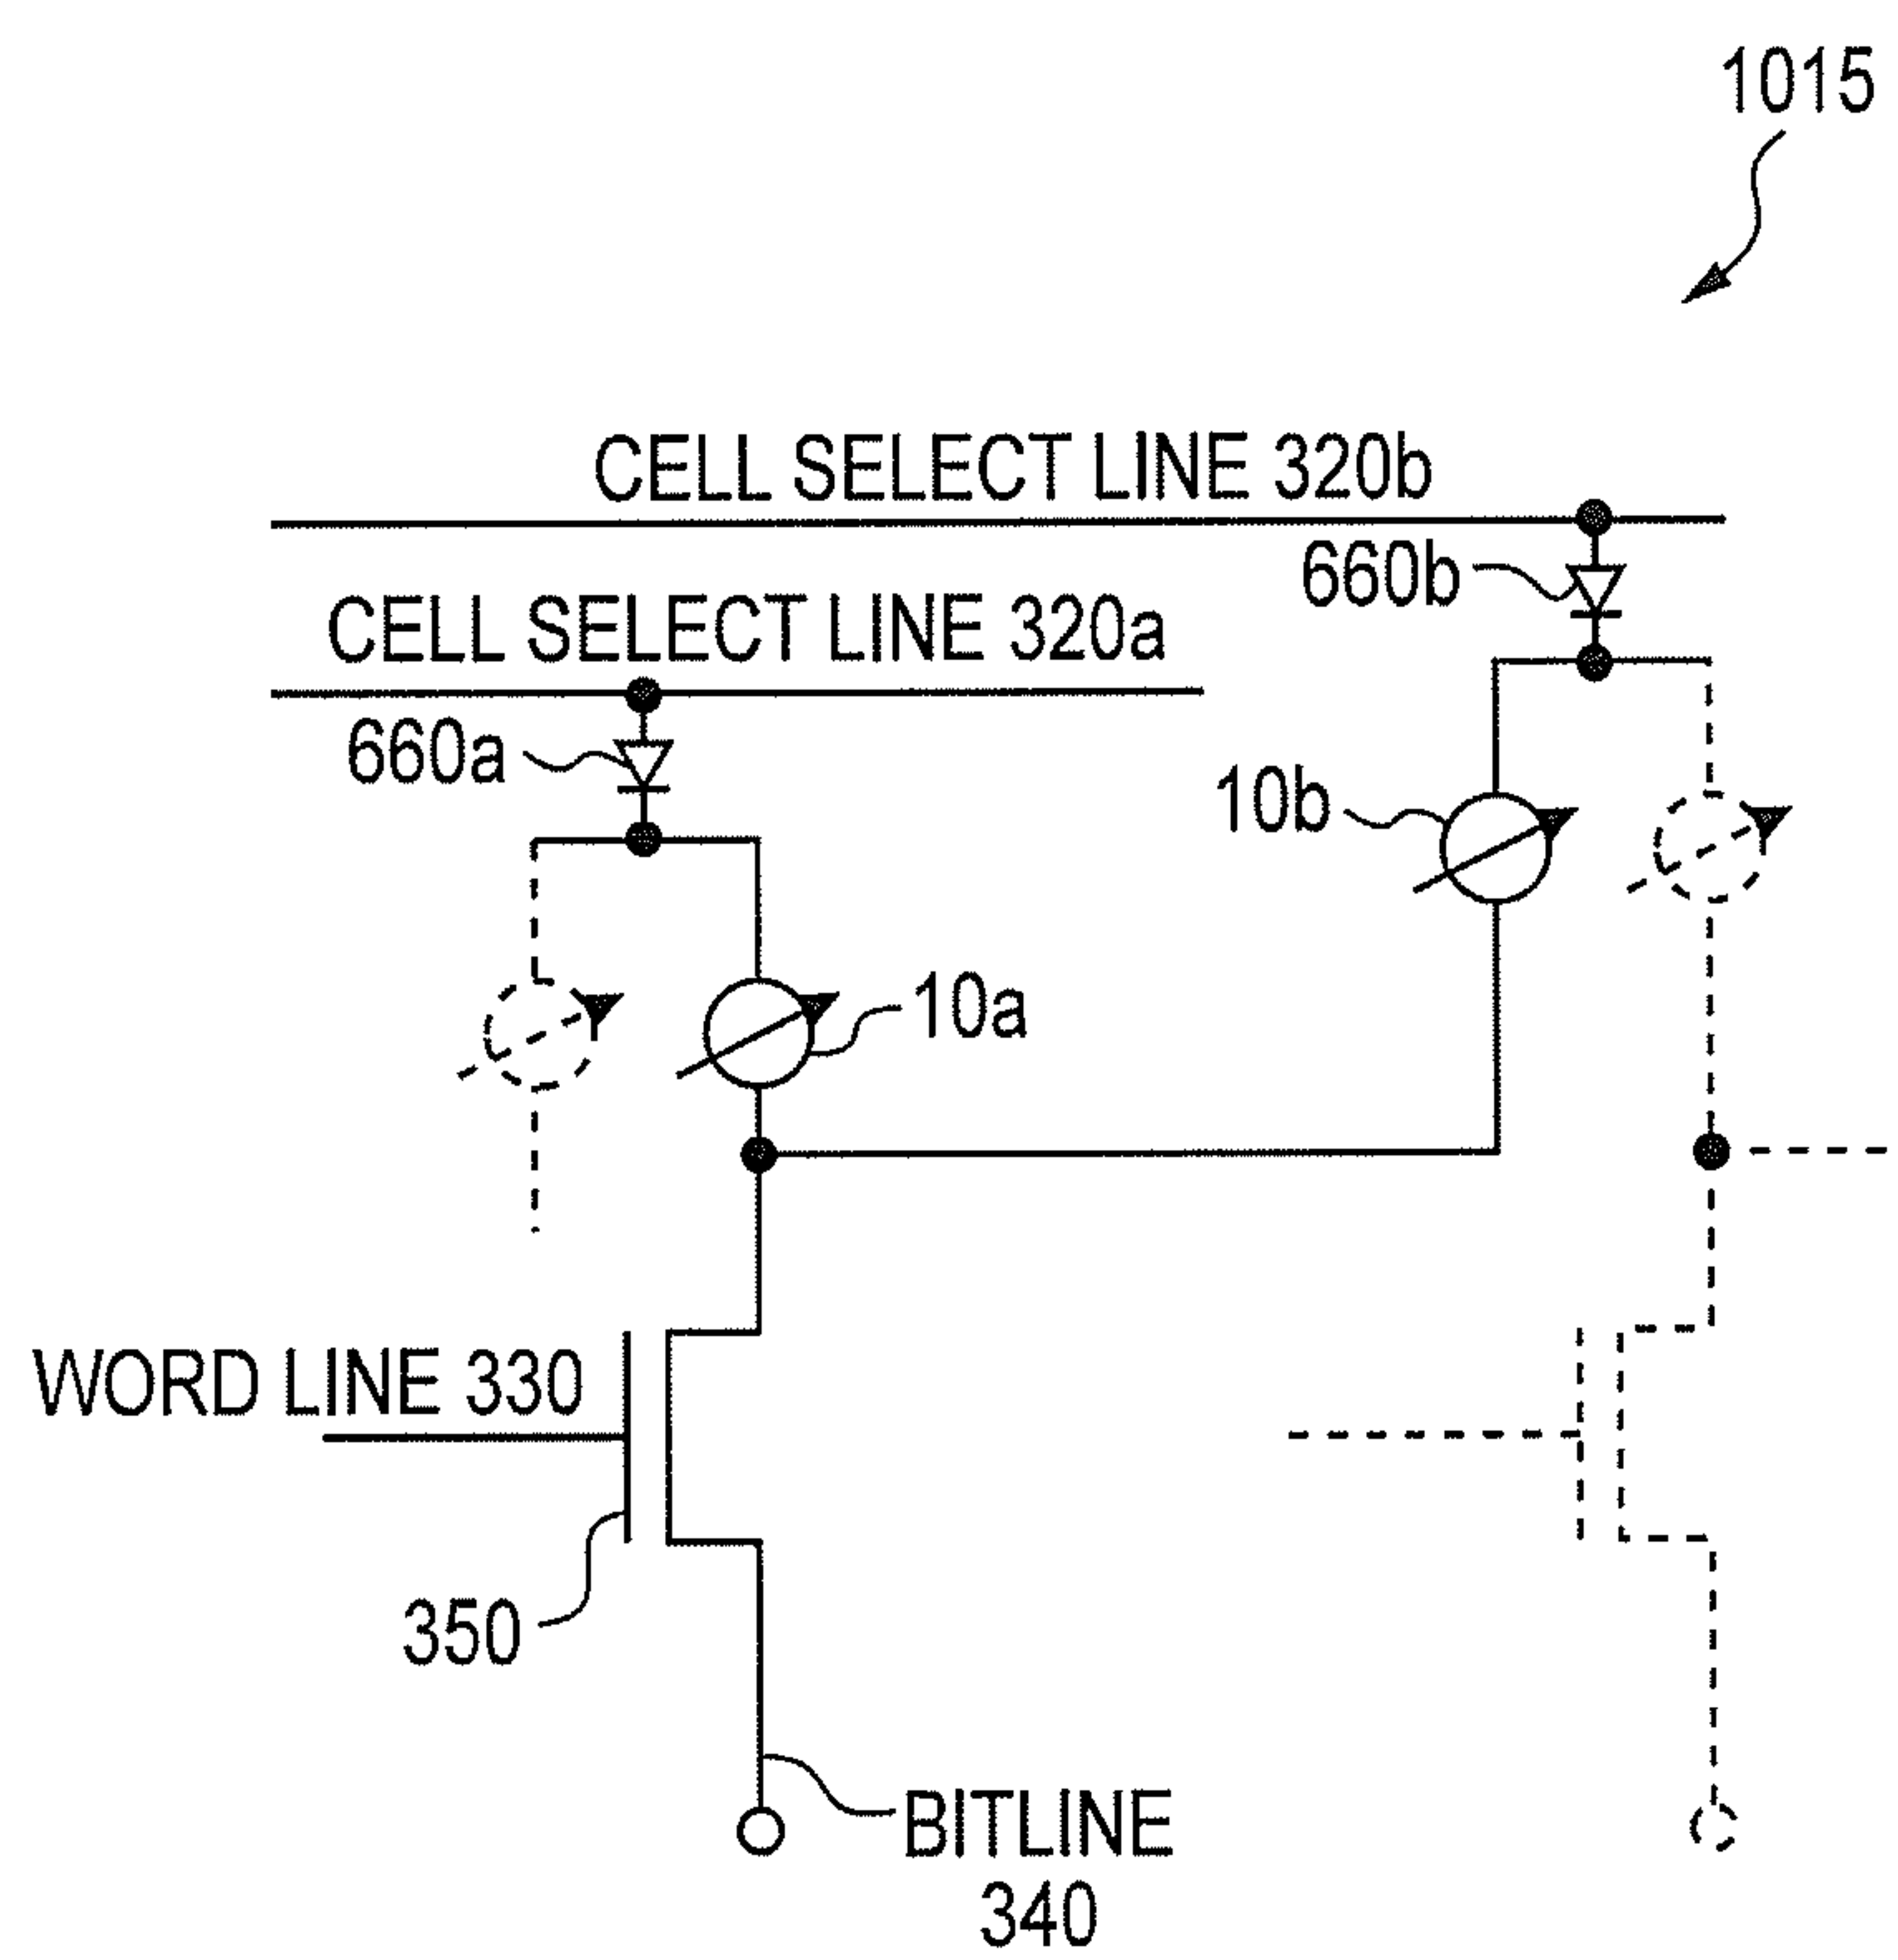 1015
CELL SELECT LINE 320b
660b
CELL SELECT LINE 320a
660a
10b
10a
WORD LINE 330
350
BITLINE
340